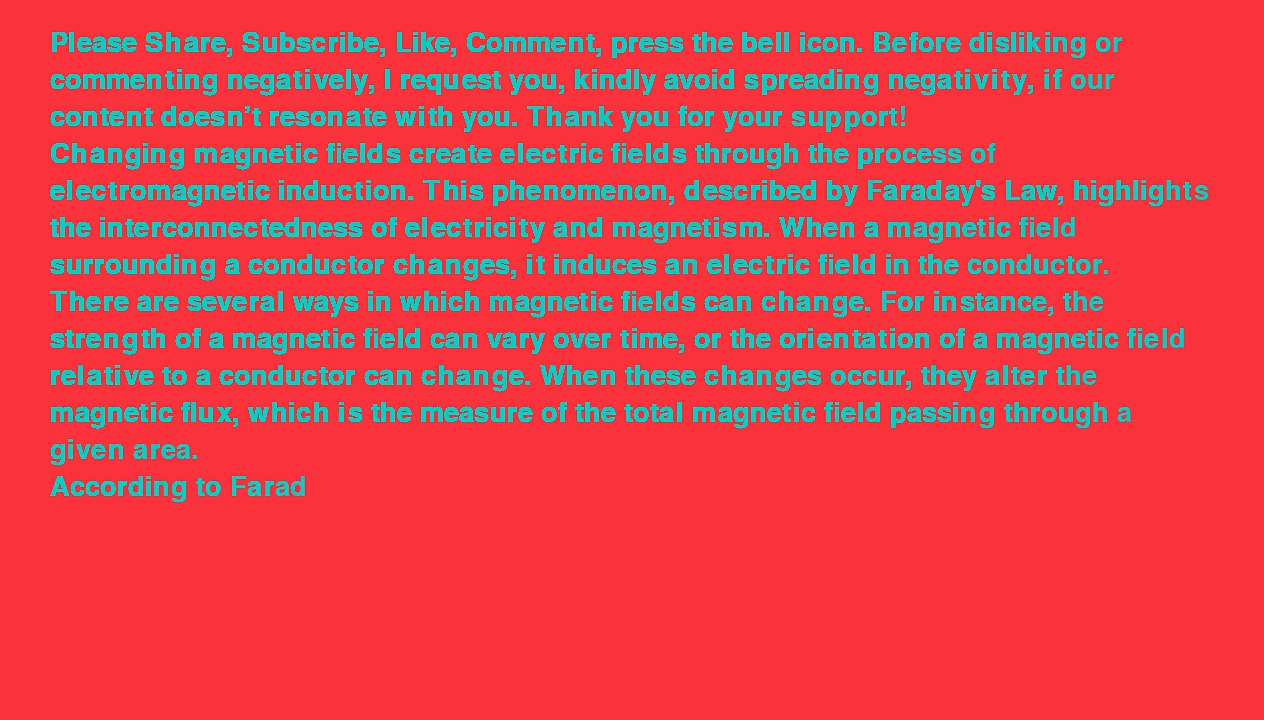 Please Share, Subscribe, Like, Comment, press the bell icon. Before disliking or
commenting negatively, I request you, kindly avoid spreading negativity, if our
content doesn’t resonate with you. Thank you for your support!
Changing magnetic fields create electric fields through the process of
electromagnetic induction. This phenomenon, described by Faraday's Law, highlights
the interconnectedness of electricity and magnetism. When a magnetic field
surrounding a conductor changes, it induces an electric field in the conductor.
There are several ways in which magnetic fields can change. For instance, the
strength of a magnetic field can vary over time, or the orientation of a magnetic field
relative to a conductor can change. When these changes occur, they alter the
magnetic flux, which is the measure of the total magnetic field passing through a
given area.
According to Farad